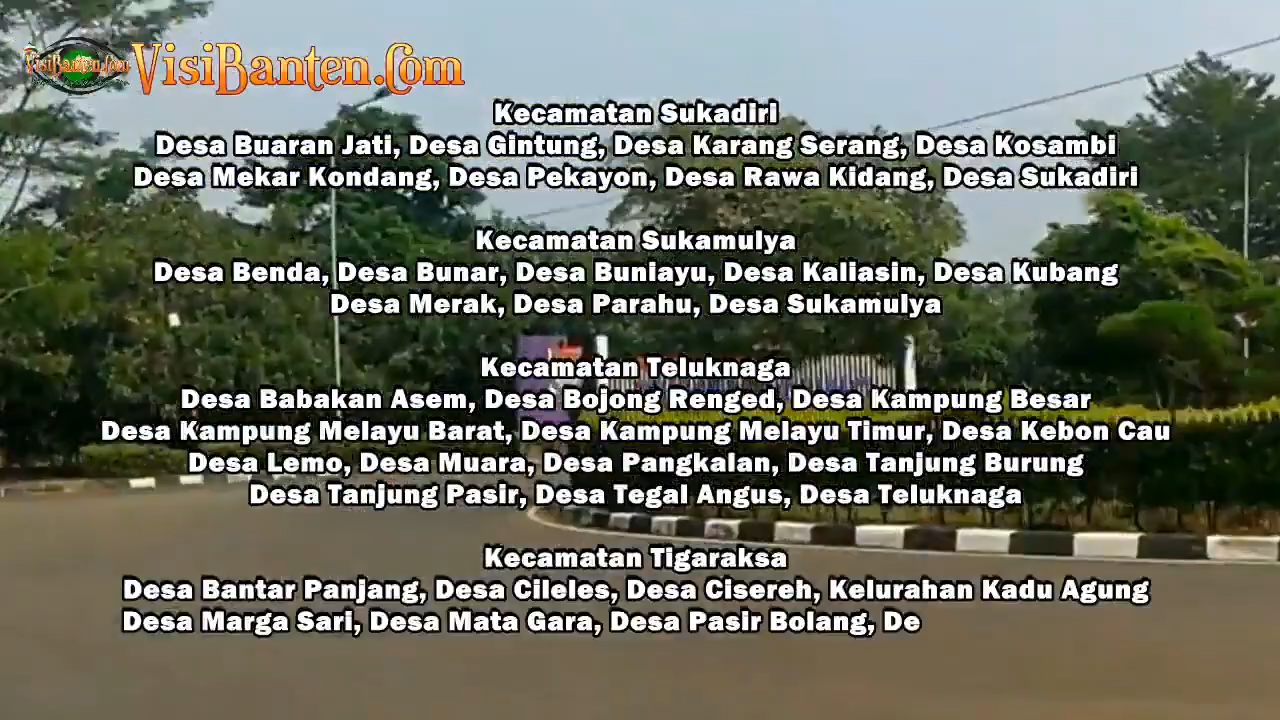 VisiBanten.Com VisiBanten.Com
Kecamatan Sukadiri
Desa Buaran Jati, Desa Gintung, Desa Karang Serang, Desa Kosambi
Desa Mekar Kondang, Desa Pekayon, Desa Rawa Kidang, Desa Sukadiri
Kecamatan Sukamulya
Desa Benda, Desa Bunar, Desa Buniayu, Desa Kaliasin, Desa Kubang
Desa Merak, Desa Parahu, Desa Sukamulya
Kecamatan Teluknaga
Desa Babakan Asem, Desa Bojong Renged, Desa Kampung Besar
Desa Kampung Melayu Barat, Desa Kampung Melayu Timur, Desa Kebon Cau
Desa Lemo, Desa Muara, Desa Pangkalan, Desa Tanjung Burung
Desa Tanjung Pasir, Desa Tegal Angus, Desa Teluknaga
Kecamatan Tigaraksa
Desa Bantar Panjang, Desa Cileles, Desa Cisereh, Kelurahan Kadu Agung
Desa Marga Sari, Desa Mata Gara, Desa Pasir Bolang, De